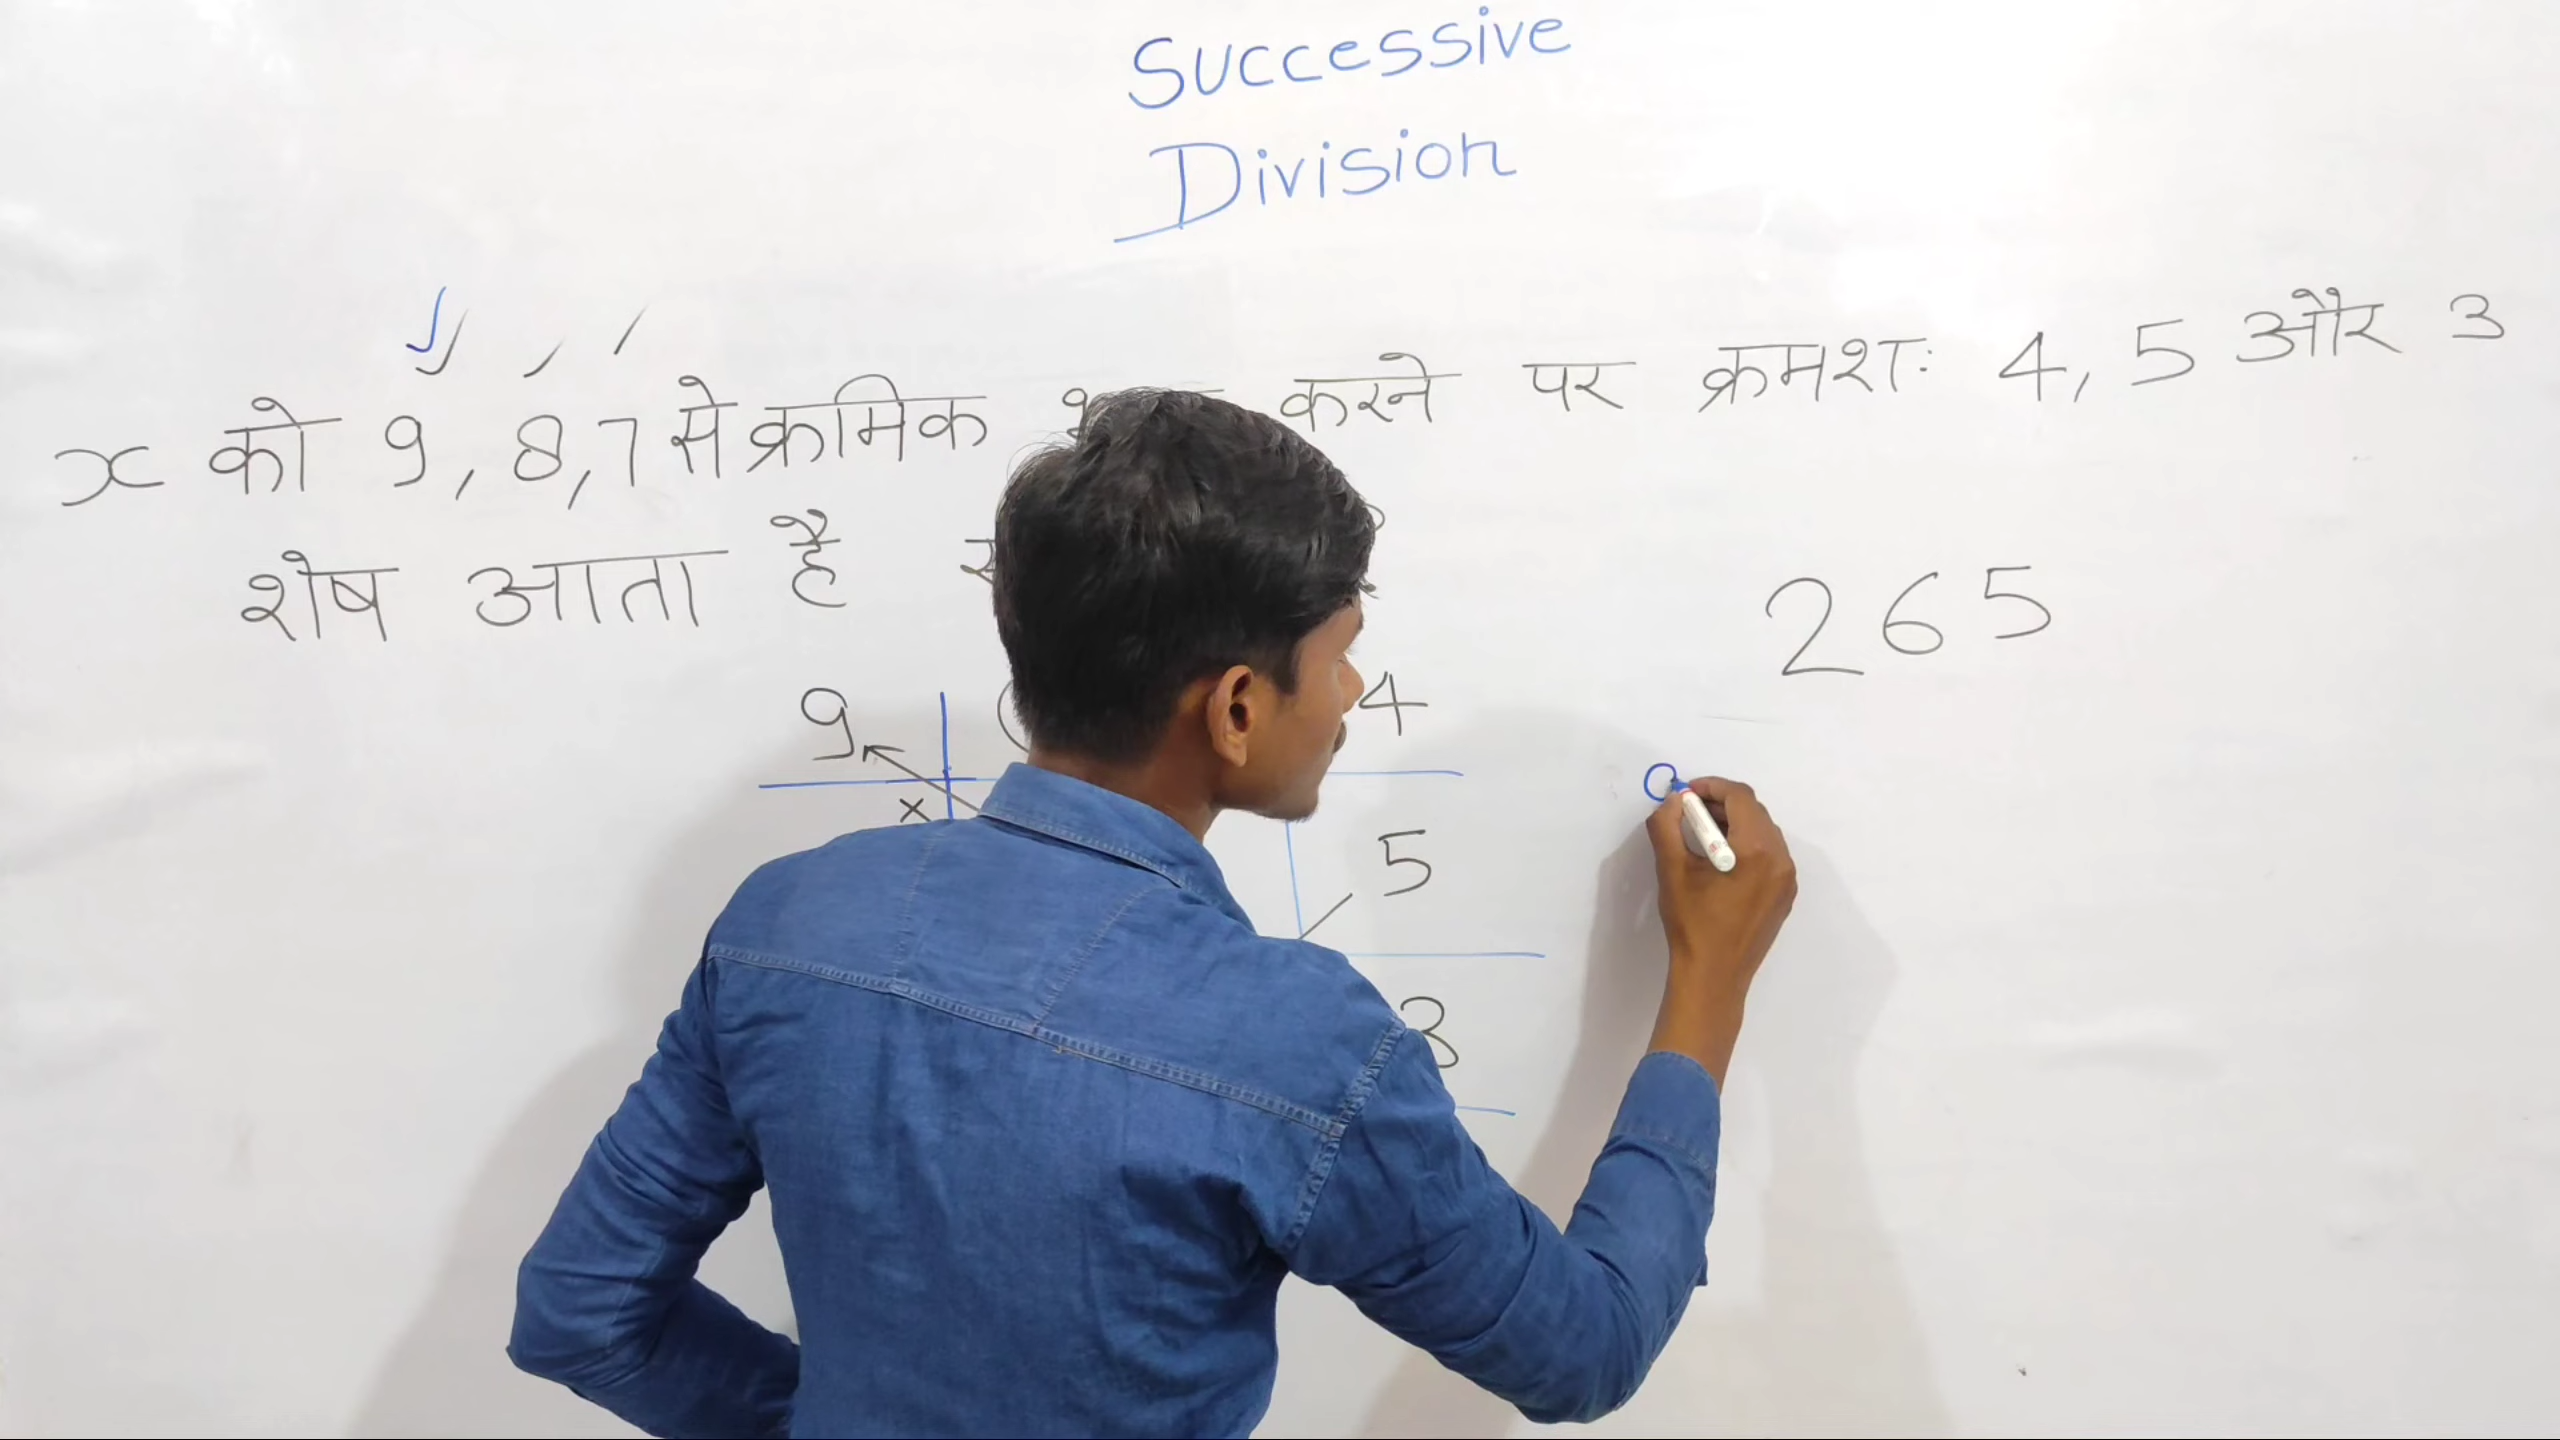 Successive
Division
x को 9, 8, 7 से क्रमिक करने पर क्रमशः 4, 5 और 3
शेष आता है
265
9 4
x
5
3